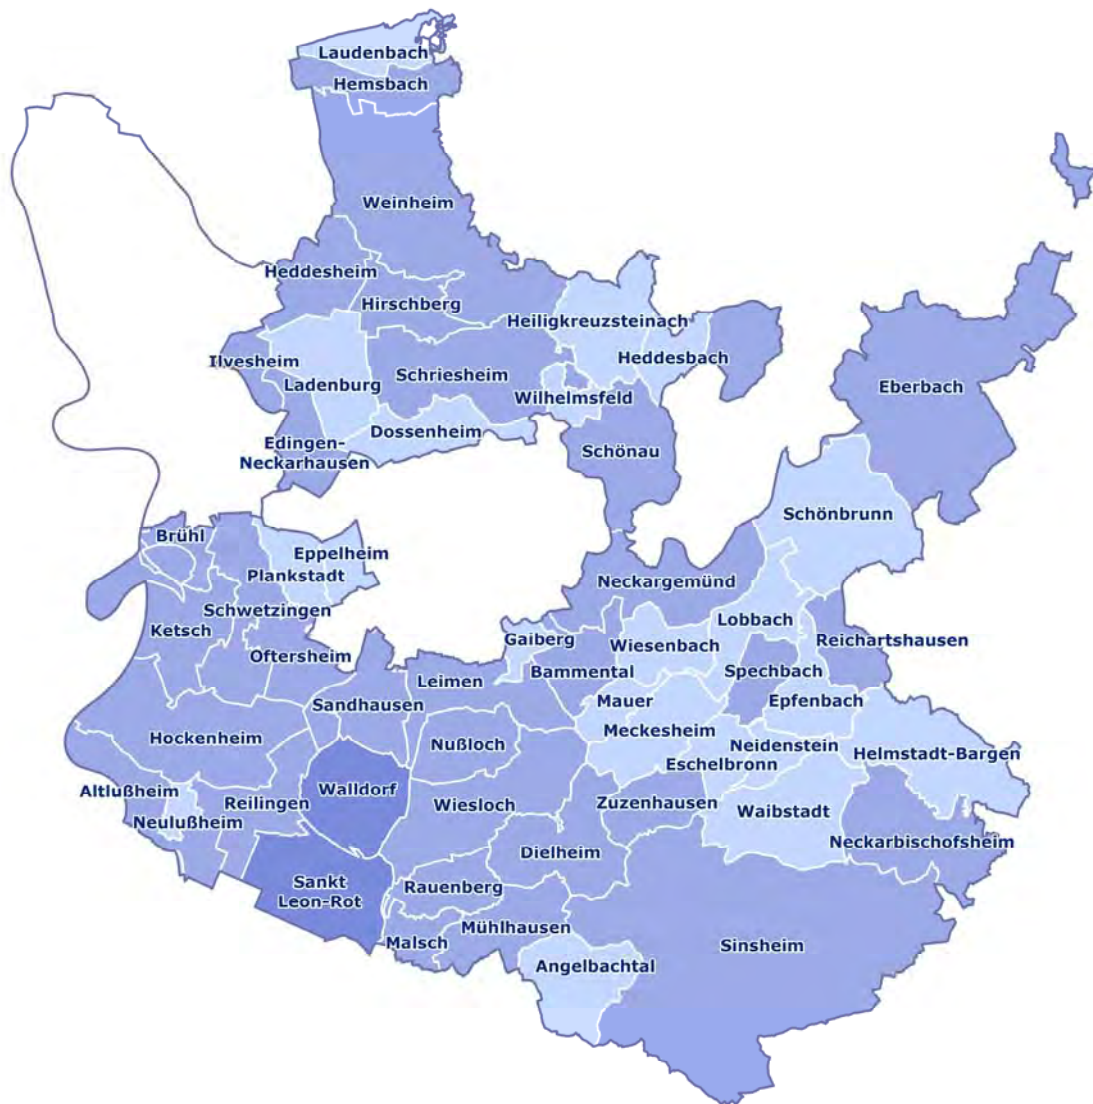 Laudenbach
Hemsbach
Weinheim
Heddesheim
Hirschberg
Heiligkreuzsteinach
Heddesbach
Ilvesheim
Ladenburg
Schriesheim
Wilhelmsfeld
Eberbach
Dossenheim
Edingen-
Neckarhausen
Schönau
Schönbrunn
Brühl
Eppelheim
Plankstadt
Neckargemünd
Schwetzingen
Ketsch
Gaiberg
Wiesenbach
Lobbach
Reichartshausen
Oftersheim
Leimen
Bammental
Spechbach
Sandhausen
Mauer
Epfenbach
Hockenheim
Nußloch
Meckesheim
Neidenstein
Helmstadt-Bargen
Eschelbronn
Altlußheim
Walldorf
Reilingen
Wiesloch
Zuzenhausen
Waibstadt
Neulußheim
Dielheim
Neckarbischofsheim
Sankt
Leon-Rot
Rauenberg
Mühlhausen
Malsch
Sinsheim
Angelbachtal